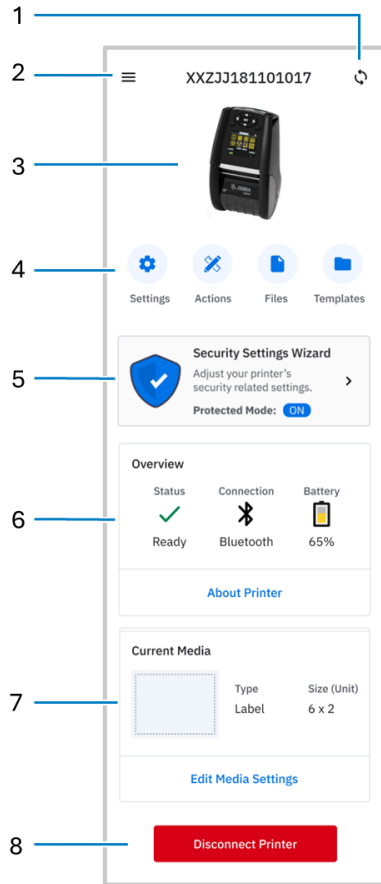 1
2
XXZJJ181101017
3
ZEBRA
4
Settings
Actions
Files
Templates
5
Security Settings Wizard
Adjust your printer's
security related settings.
Protected Mode: ON
6
Overview
Status
Connection
Battery
Ready
Bluetooth
65%
About Printer
7
Current Media
Type
Size (Unit)
Label
6 x 2
Edit Media Settings
8
Disconnect Printer